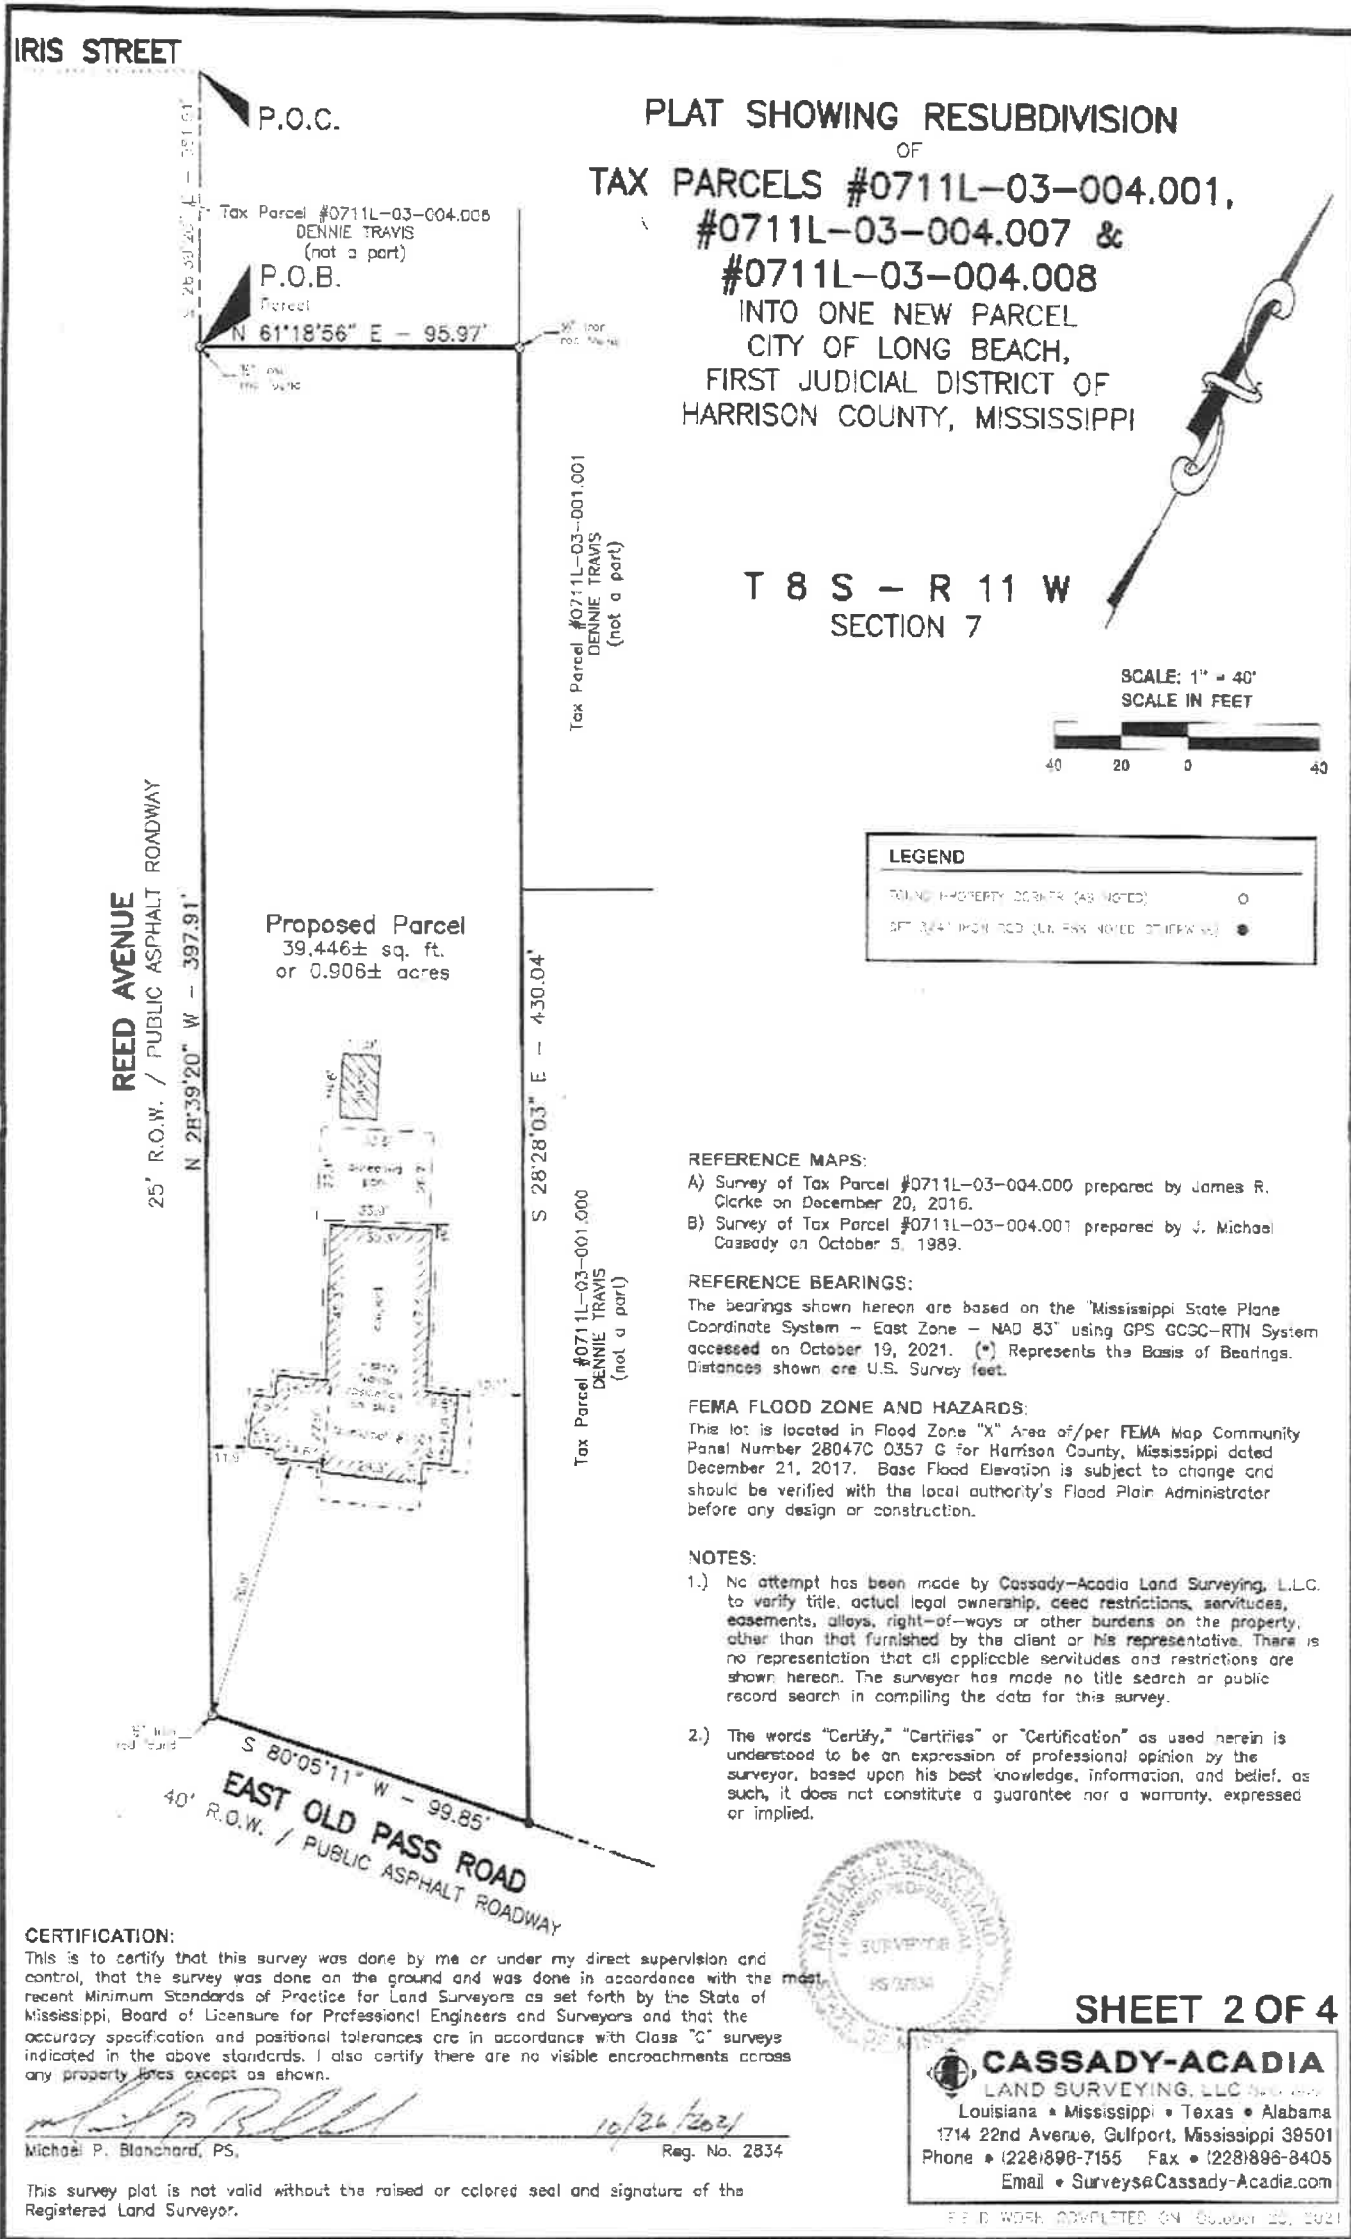 IRIS STREET
P.O.C.
PLAT SHOWING RESUBDIVISION
OF
TAX PARCELS #0711L-03-004.001,
#0711L-03-004.007 &
#0711L-03-004.008
INTO ONE NEW PARCEL
CITY OF LONG BEACH,
FIRST JUDICIAL DISTRICT OF
HARRISON COUNTY, MISSISSIPPI
Tax Parcel
DENNIE TRAVIS
(not a part)
P.O.B.
Parcel
N 61°18'56" E - 95.97'
T 8 S - R 11 W
SECTION 7
SCALE: 1" = 40'
SCALE IN FEET
40 20 0 40
Tax Parcel #0711L-03-001.001
DENNIE TRAVIS
(not a part)
LEGEND
FOUND PROPERTY CORNER (AS NOTED)
REED AVENUE
25' R.O.W. / PUBLIC ASPHALT ROADWAY
N 28°39'20" W - 397.91'
Proposed Parcel
39,446± sq. ft.
or 0.906± acres
S 28°28'03" E - 430.04'
Tax Parcel #0711L-03-001.000
DENNIE TRAVIS
(not a part)
11.9'
REFERENCE MAPS:
A) Survey of Tax Parcel #0711L-03-004.000 prepared by James R.
Clarke on December 20, 2016.
B) Survey of Tax Parcel #0711L-03-004.001 prepared by J. Michael
Cassady on October 5, 1989.
REFERENCE BEARINGS:
The bearings shown hereon are based on the "Mississippi State Plane
Coordinate System - East Zone - NAD 83" using GPS GCGC-RTN System
accessed on October 19, 2021. (*) Represents the Basis of Bearings.
Distances shown are U.S. Survey feet.
FEMA FLOOD ZONE AND HAZARDS:
This lot is located in Flood Zone "X" Area of/per FEMA Map Community
Panel Number 28047C 0357 G for Harrison County, Mississippi dated
December 21, 2017. Base Flood Elevation is subject to change and
should be verified with the local authority's Flood Plain Administrator
before any design or construction.
NOTES:
1.) No attempt has been made by Cassady-Acadia Land Surveying, L.L.C.
to verify title, actual legal ownership, deed restrictions, servitudes,
easements, alloys, right-of-ways or other burdens on the property,
other than that furnished by the client or his representative. There is
no representation that all applicable servitudes and restrictions are
shown hereon. The surveyor has made no title search or public
record search in compiling the data for this survey.
2.) The words "Certify," "Certifies" or "Certification" as used herein is
understood to be an expression of professional opinion by the
surveyor, based upon his best knowledge, information, and belief, as
such, it does not constitute a guarantee nor a warranty, expressed
or implied.
S 80°05'11" W - 99.85'
EAST OLD PASS ROAD
40' R.O.W. / PUBLIC ASPHALT ROADWAY
MICHAEL P. BLANCHARD
SURVEYOR
CERTIFICATION:
This is to certify that this survey was done by me or under my direct supervision and
control, that the survey was done on the ground and was done in accordance with the most
recent Minimum Standards of Practice for Land Surveyors as set forth by the State of
Mississippi, Board of Licensure for Professional Engineers and Surveyors and that the
accuracy specification and positional tolerances are in accordance with Class "C" surveys
indicated in the above standards. I also certify there are no visible encroachments across
any property lines except as shown.
10/26/2021
Michael P. Blanchard, PS. Reg. No. 2834
This survey plat is not valid without the raised or colored seal and signature of the
Registered Land Surveyor.
SHEET 2 OF 4
CASSADY-ACADIA
LAND SURVEYING, LLC
Louisiana • Mississippi • Texas • Alabama
1714 22nd Avenue, Gulfport, Mississippi 39501
Phone • (228)896-7155 Fax • (228)896-8405
Email • Surveys@Cassady-Acadia.com
FIELD WORK COMPLETED ON